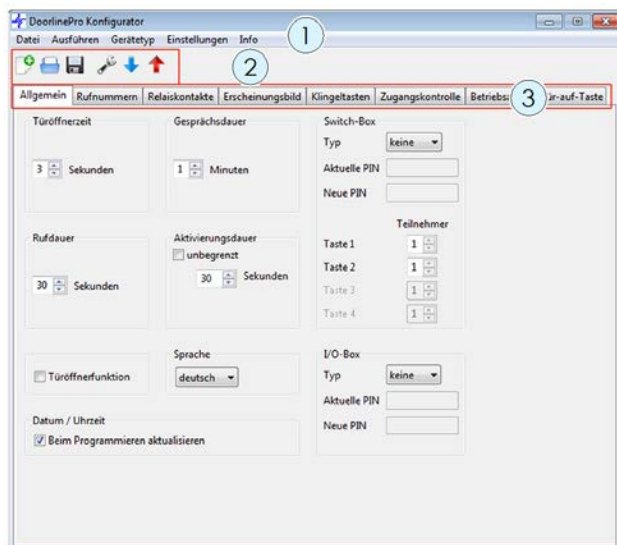 DoorlinePro Konfigurator
Datei Ausführen Gerätetyp Einstellungen Info
1
2
3
Allgemein Rufnummern Relaiskontakte Erscheinungsbild Klingeltasten Zugangskontrolle ür-auf-Taste
Türöffnerzeit Gesprächsdauer Switch-Box
Typ keine
3 Sekunden 1 Minuten Aktuelle PIN
Neue PIN
Teilnehmer
Rufdauer Aktivierungsdauer Taste 1 1
unbegrenzt
30 Sekunden 30 Sekunden Taste 2 1
Taste 3 1
Taste 4 1
Sprache I/O-Box
Türöffnerfunktion deutsch Typ keine
Aktuelle PIN
Datum / Uhrzeit Neue PIN
Beim Programmieren aktualisieren